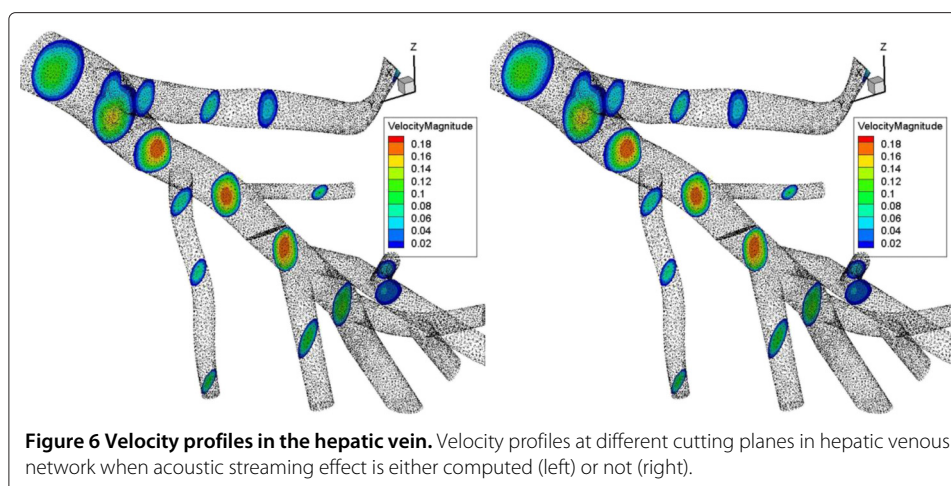 Z
X
VelocityMagnitude
0.18
0.16
0.14
0.12
0.1
0.08
0.06
0.04
0.02
Z
X
VelocityMagnitude
0.18
0.16
0.14
0.12
0.1
0.08
0.06
0.04
0.02
Figure 6 Velocity profiles in the hepatic vein. Velocity profiles at different cutting planes in hepatic venous
network when acoustic streaming effect is either computed (left) or not (right).